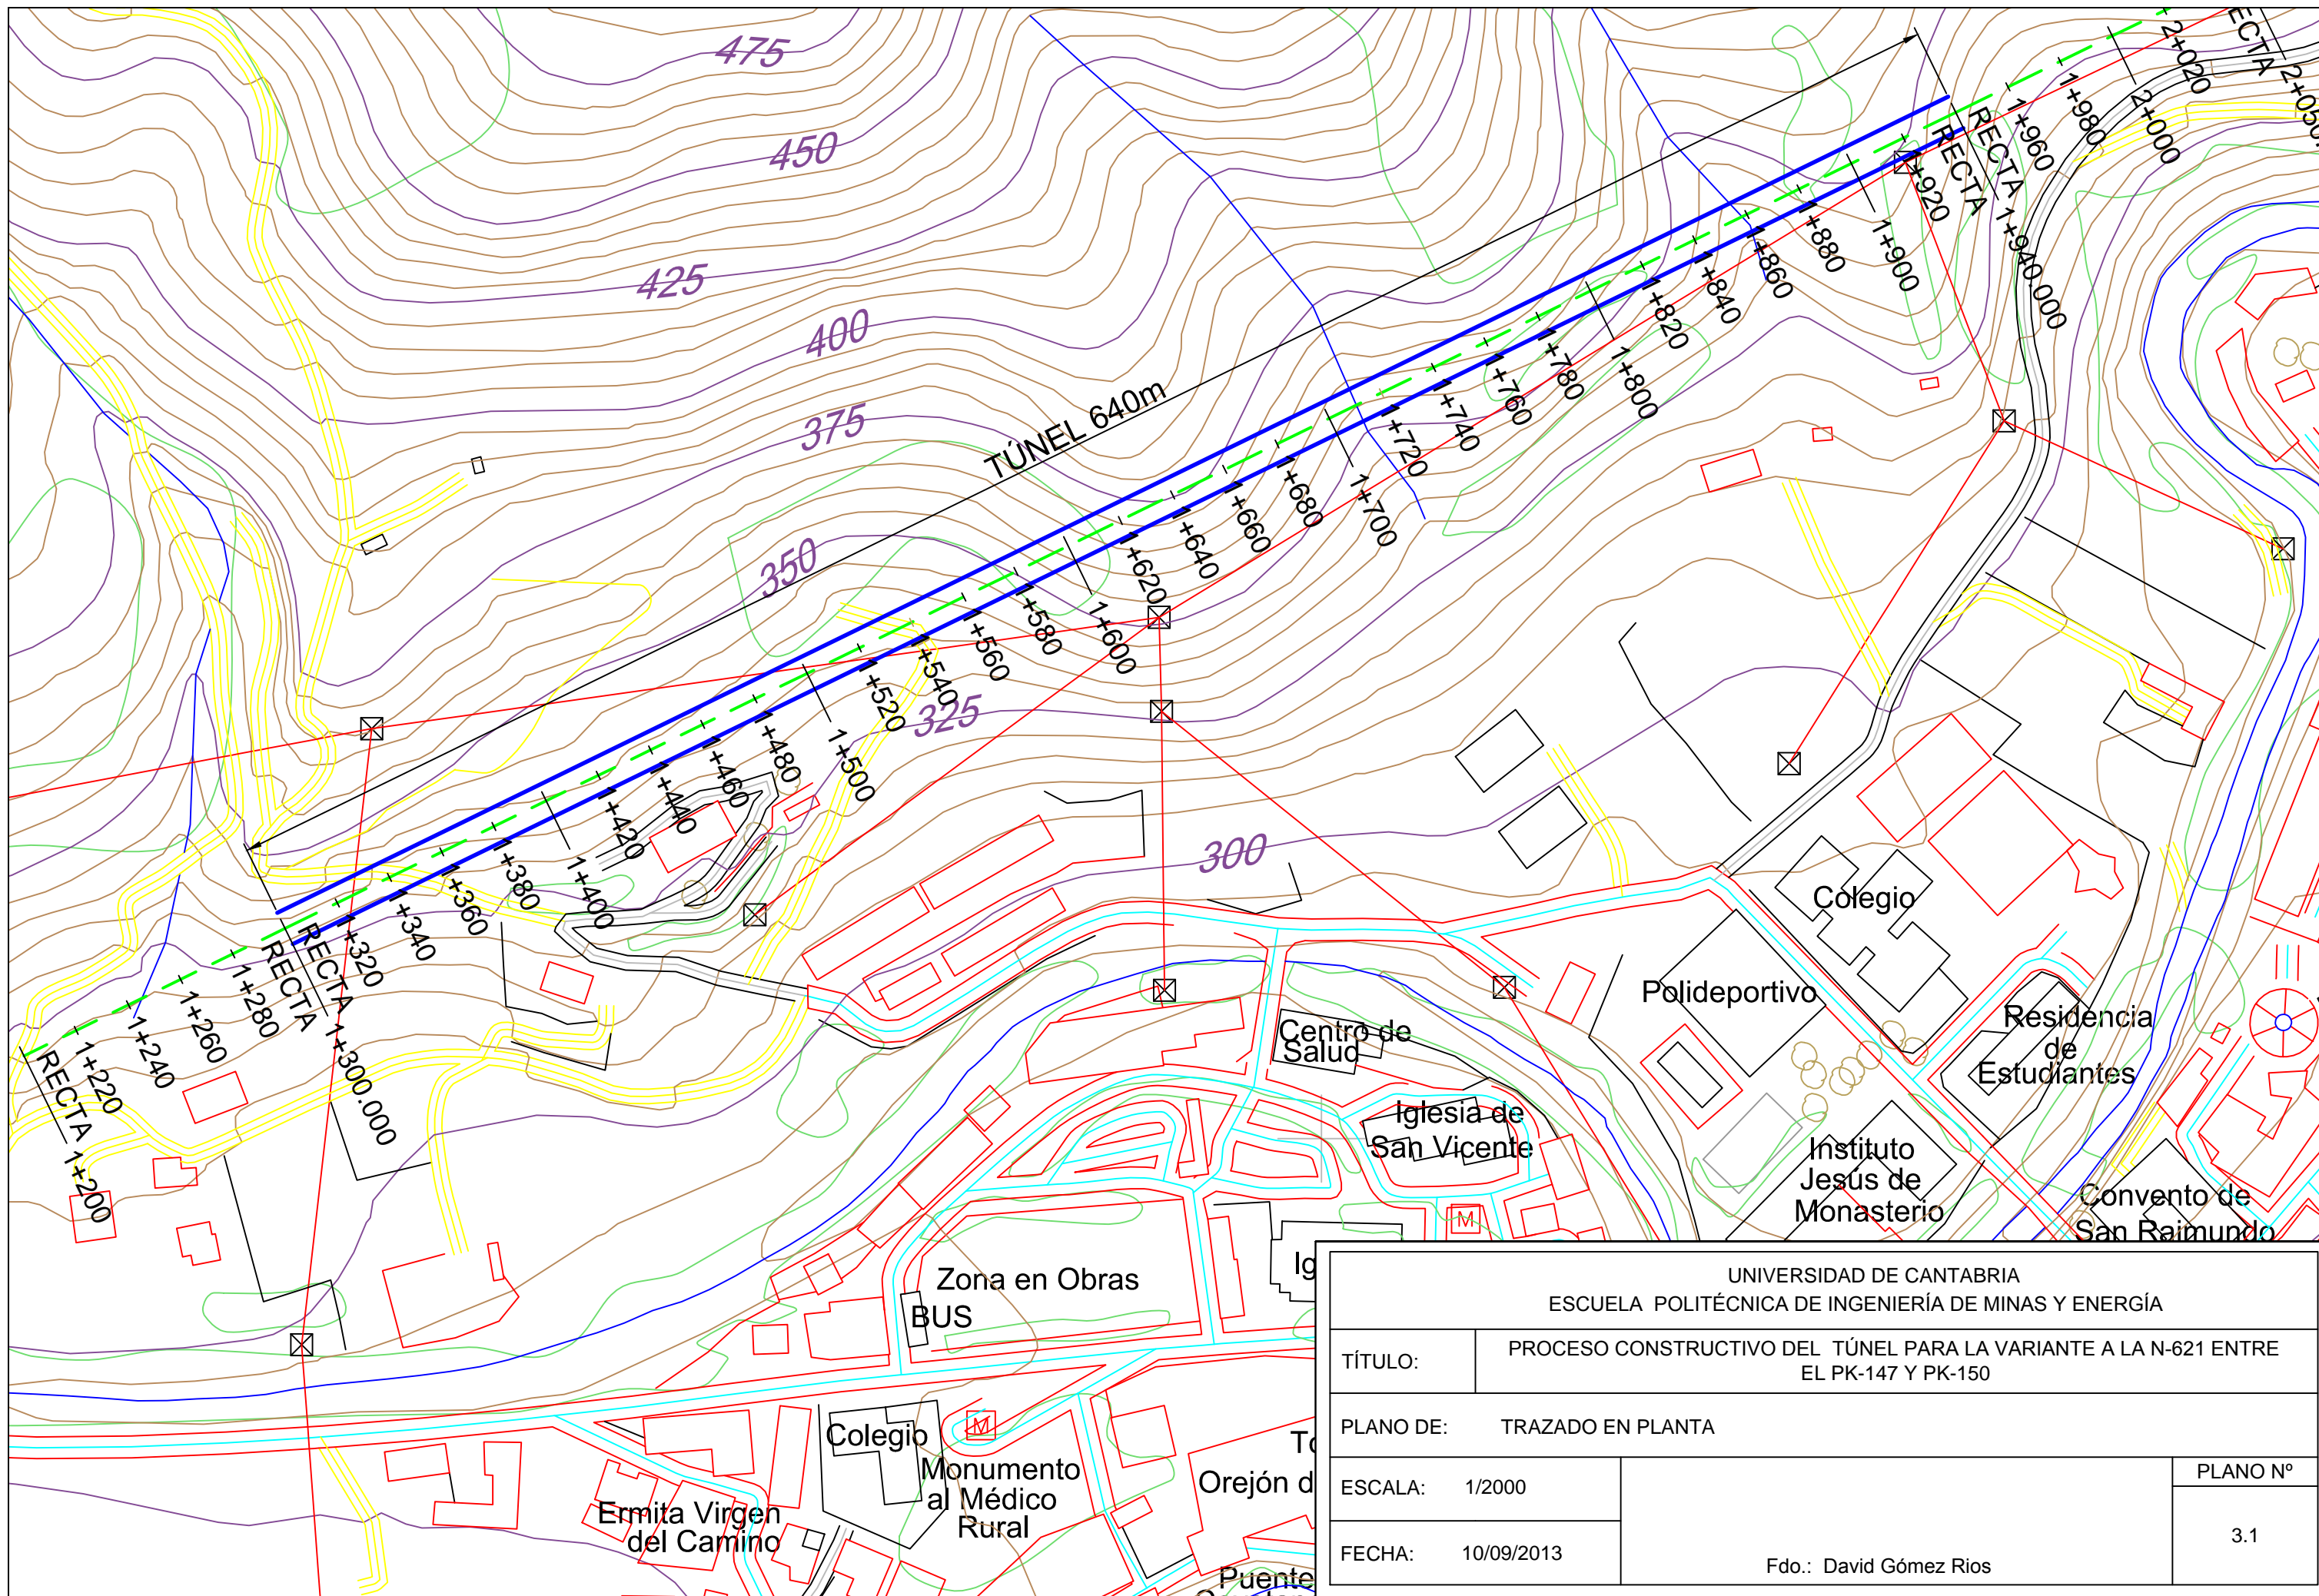 475
450
425
400
375
350
325
300
TÚNEL 640m
RECTA 1+200
1+220
1+240
1+260
1+280
RECTA
RECTA 1+300.000
1+320
1+340
1+360
1+380
1+400
1+420
1+440
1+460
1+480
1+500
1+520
1+540
1+560
1+580
1+600
1+620
1+640
1+660
1+680
1+700
1+720
1+740
1+760
1+780
1+800
1+820
1+840
1+860
1+880
1+900
1+920
RECTA
RECTA 1+940.000
1+960
1+980
2+000
2+020
Colegio
Polideportivo
Residencia
de
Estudiantes
Centro de
Salud
Iglesia de
San Vicente
Instituto
Jesús de
Monasterio
Convento de
San Raimundo
M
Zona en Obras
BUS
Colegio
M
Monumento
al Médico
Rural
Ermita Virgen
del Camino
Orejón d
Puente
UNIVERSIDAD DE CANTABRIA
ESCUELA POLITÉCNICA DE INGENIERÍA DE MINAS Y ENERGÍA
TÍTULO:
PROCESO CONSTRUCTIVO DEL TÚNEL PARA LA VARIANTE A LA N-621 ENTRE
EL PK-147 Y PK-150
PLANO DE: TRAZADO EN PLANTA
ESCALA: 1/2000
PLANO Nº
FECHA: 10/09/2013
3.1
Fdo.: David Gómez Rios